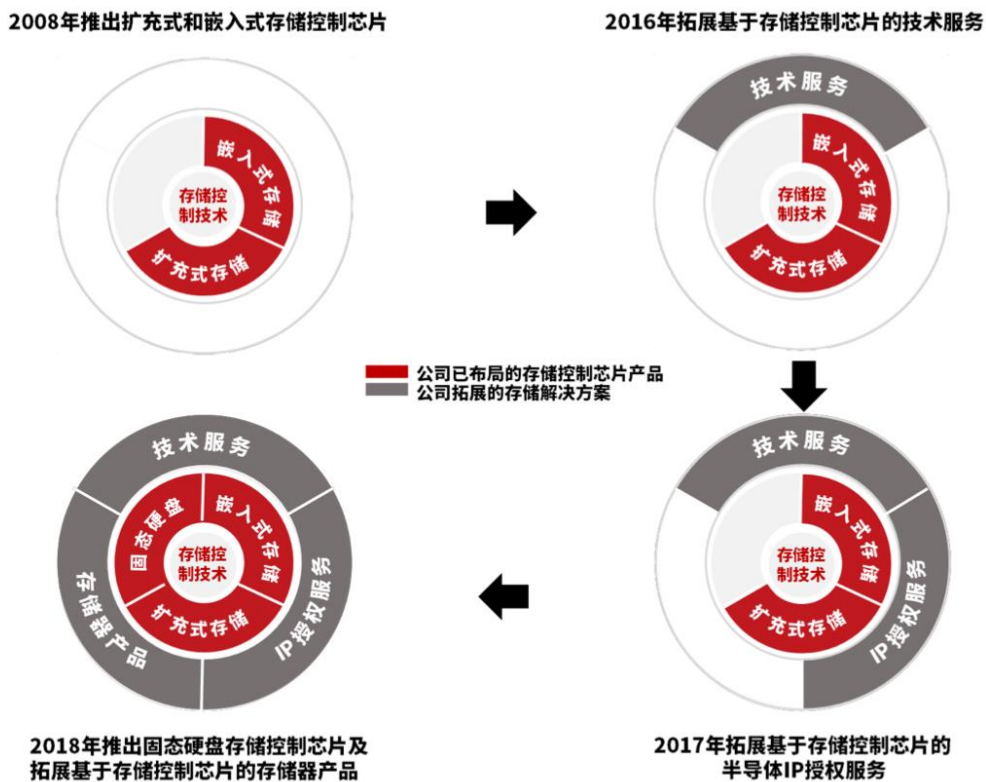 2008年推出扩充式和嵌入式存储控制芯片
嵌入式存储
存储控
制技术
扩充式存储
2016年拓展基于存储控制芯片的技术服务
技术服务
嵌入式存储
存储控
制技术
扩充式存储
公司已布局的存储控制芯片产品
公司拓展的存储解决方案
技术服务
固态硬盘
嵌入式存储
存储控
制技术
扩充式存储
存储器产品
IP授权服务
2018年推出固态硬盘存储控制芯片及
拓展基于存储控制芯片的存储器产品
技术服务
嵌入式存储
存储控
制技术
扩充式存储
IP授权服务
2017年拓展基于存储控制芯片的
半导体IP授权服务